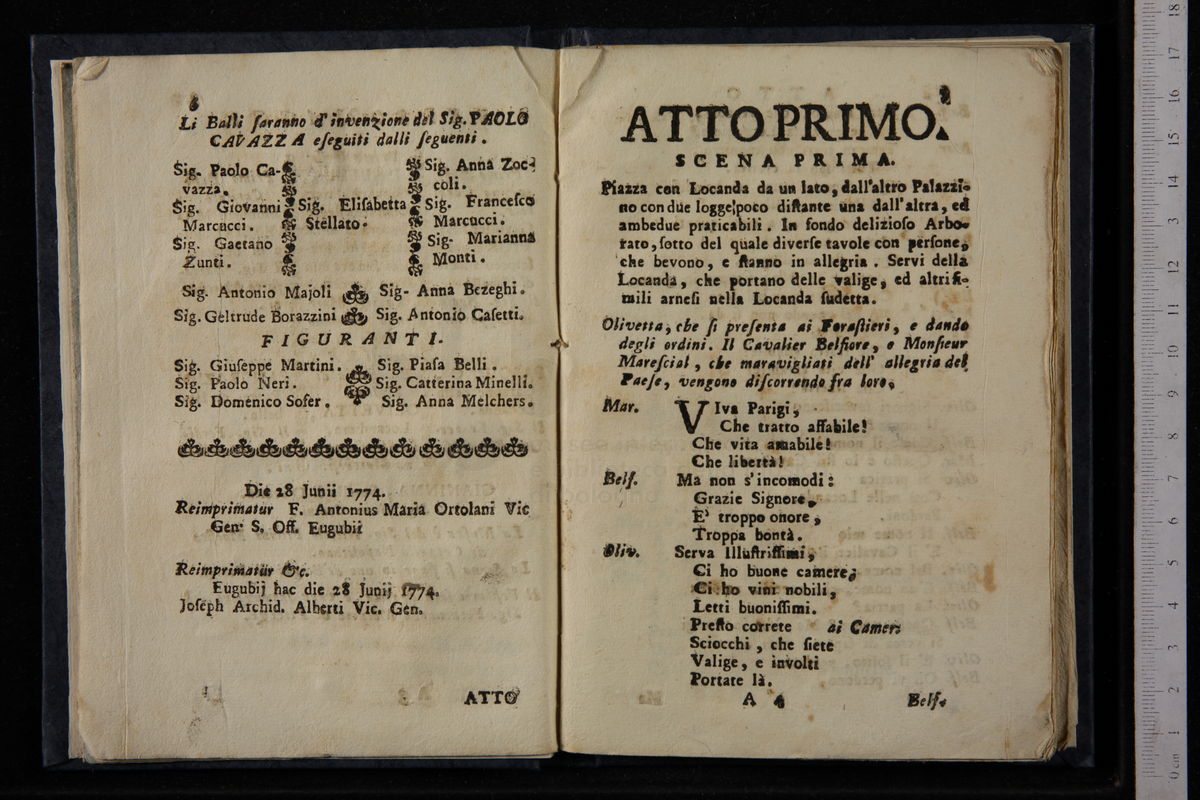 6
Li Balli ſaranno d'invenzione del Sig. PAOLO
CAVAZZA eſeguiti dalli ſeguenti.
Sig. Paolo Ca-
vazza.
Sig. Giovanni
Marcucci.
Sig. Gaetano
Zunti.
Sig. Eliſabetta
Stellato.
Sig. Anna Zoc-
coli.
Sig. Franceſco
Marcucci.
Sig. Marianna
Monti.
Sig. Antonio Majoli
Sig. Anna Bezeghi.
Sig. Geltrude Borazzini
Sig. Antonio Caſetti.
FIGURANTI.
Sig. Giuſeppe Martini.
Sig. Piaſa Belli.
Sig. Paolo Neri.
Sig. Catterina Minelli.
Sig. Domenico Sofer.
Sig. Anna Melchers.
Die 28 Junii 1774.
Reimprimatur F. Antonius Maria Ortolani Vic
Gen. S. Off. Eugubii
Reimprimatur &c.
Eugubij hac die 28 Junij 1774.
Joſeph Archid. Alberti Vic. Gen.
ATTO
ATTO PRIMO.
SCENA PRIMA.
Piazza con Locanda da un lato, dall'altro Palazzi-
no con due logge poco diſtante una dall'altra, ed
ambedue praticabili. In fondo delizioſo Arbo-
rato, ſotto del quale diverſe tavole con perſone,
che bevono, e ſtanno in allegria. Servi della
Locanda, che portano delle valige, ed altri ſi-
mili arneſi nella Locanda ſudetta.
Olivetta, che ſi preſenta ai Foraſtieri, e dando
degli ordini. Il Cavalier Belfiore, e Monſieur
Mareſcial, che maravigliati dell' allegria del
Paeſe, vengono diſcorrendo fra loro,
Mar. VIva Parigi,
Che tratto affabile!
Che vita amabile!
Che libertà!
Belf. Ma non s'incomodi:
Grazie Signore,
E' troppo onore,
Troppa bontà.
Oliv. Serva Illuſtriſſimi,
Ci ho buone camere,
Ci ho vini nobili,
Letti buoniſſimi.
Preſto correte ai Camer.
Sciocchi, che ſiete
Valige, e involti
Portate là.
A 4 Belf.